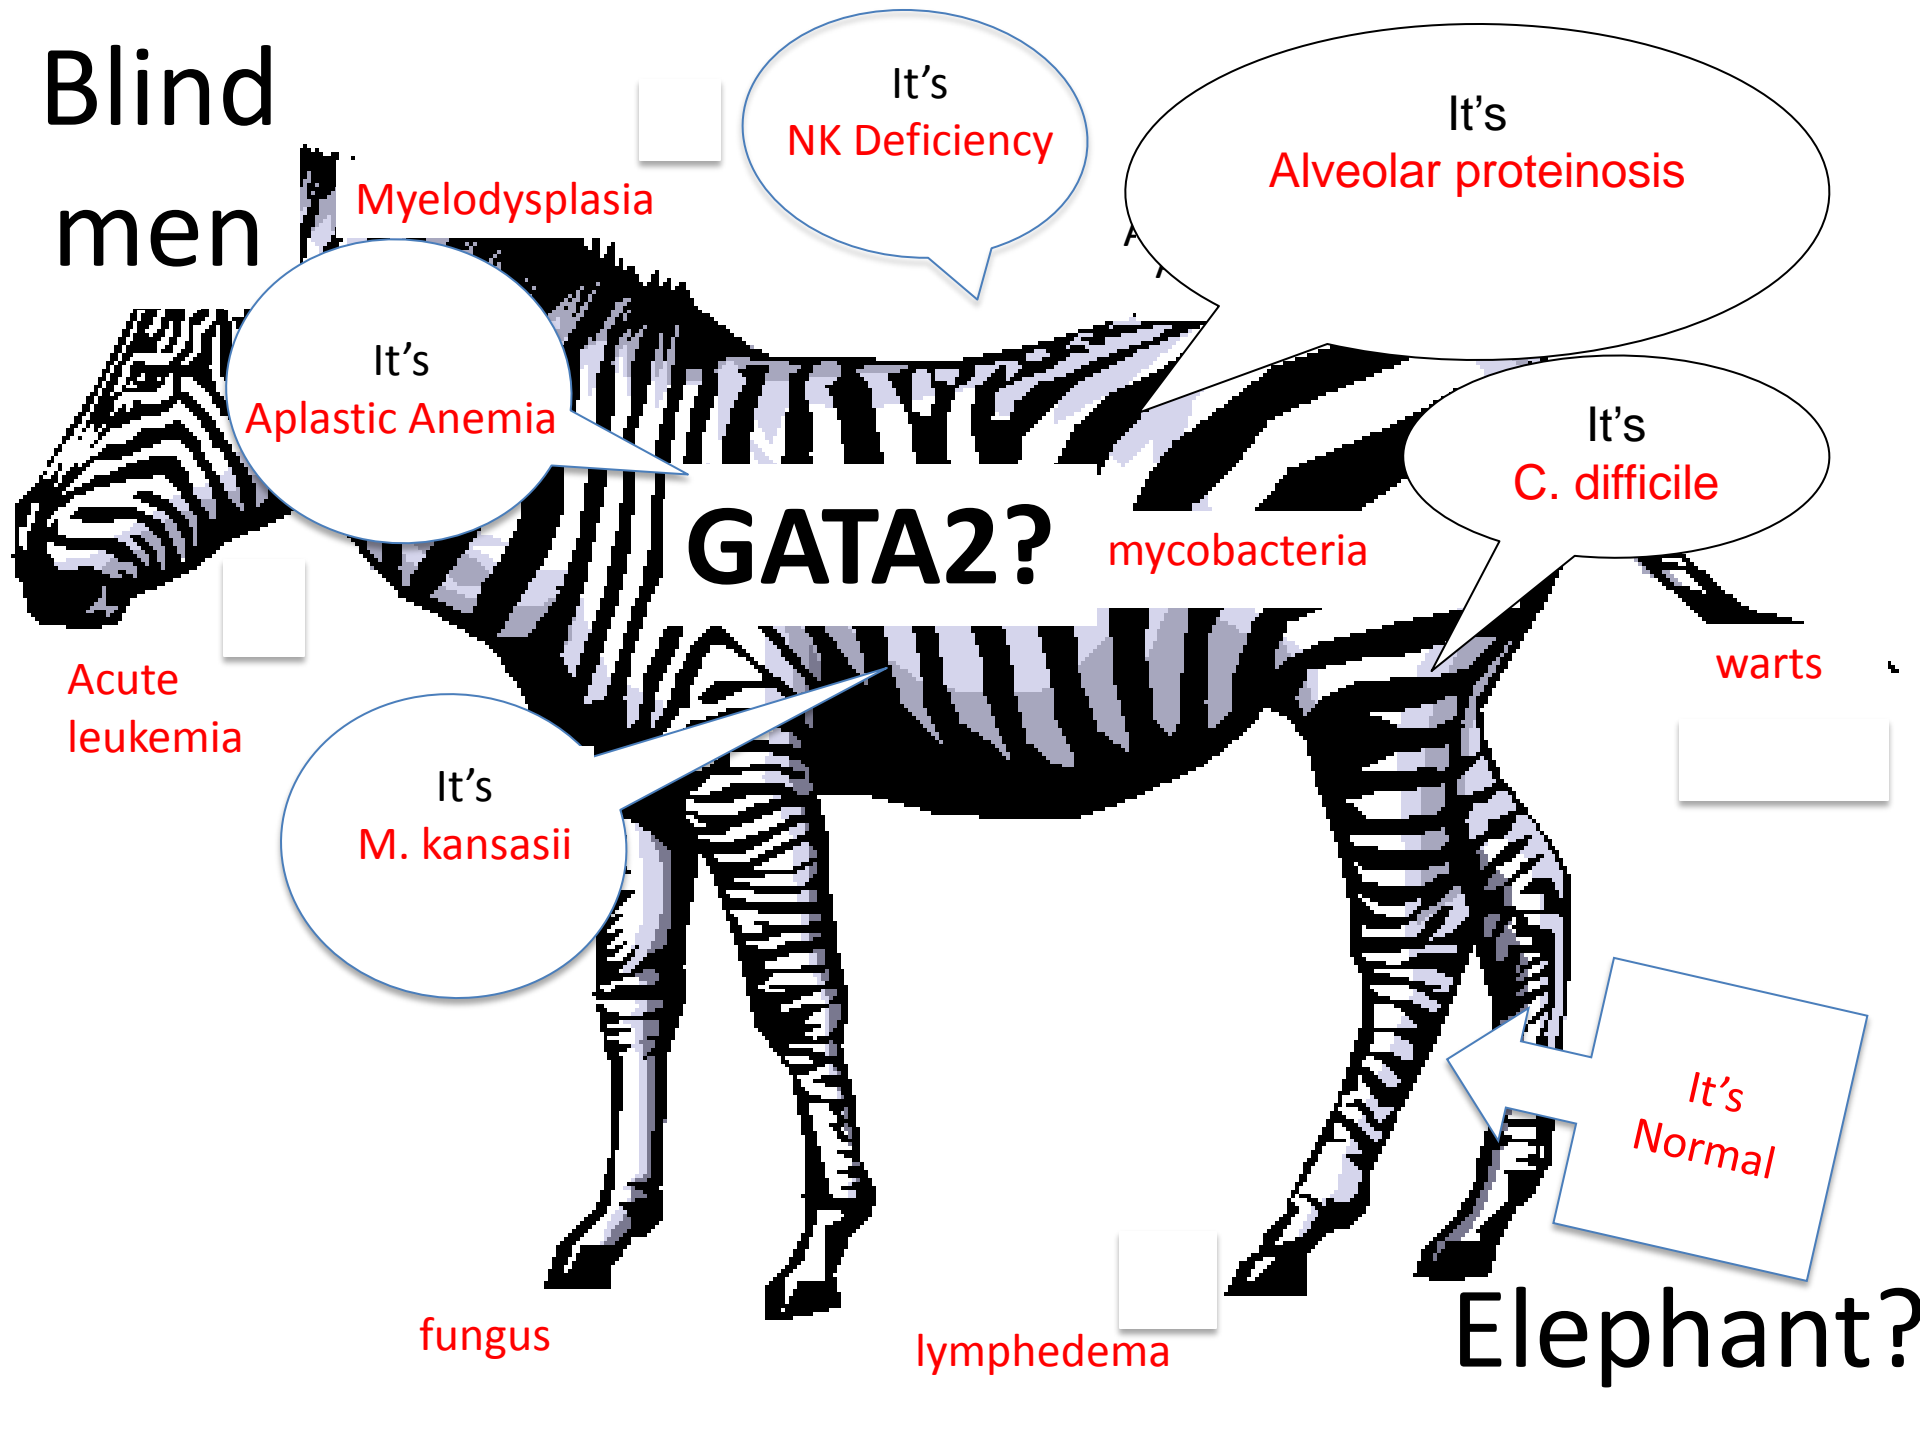 Blind
men
It’s
NK Deficiency
It’s
Alveolar proteinosis
Myelodysplasia
It’s
Aplastic Anemia
It’s
C. difficile
GATA2?
mycobacteria
Acute
leukemia
warts
It’s
M. kansasii
It’s
Normal
fungus
lymphedema
Elephant?